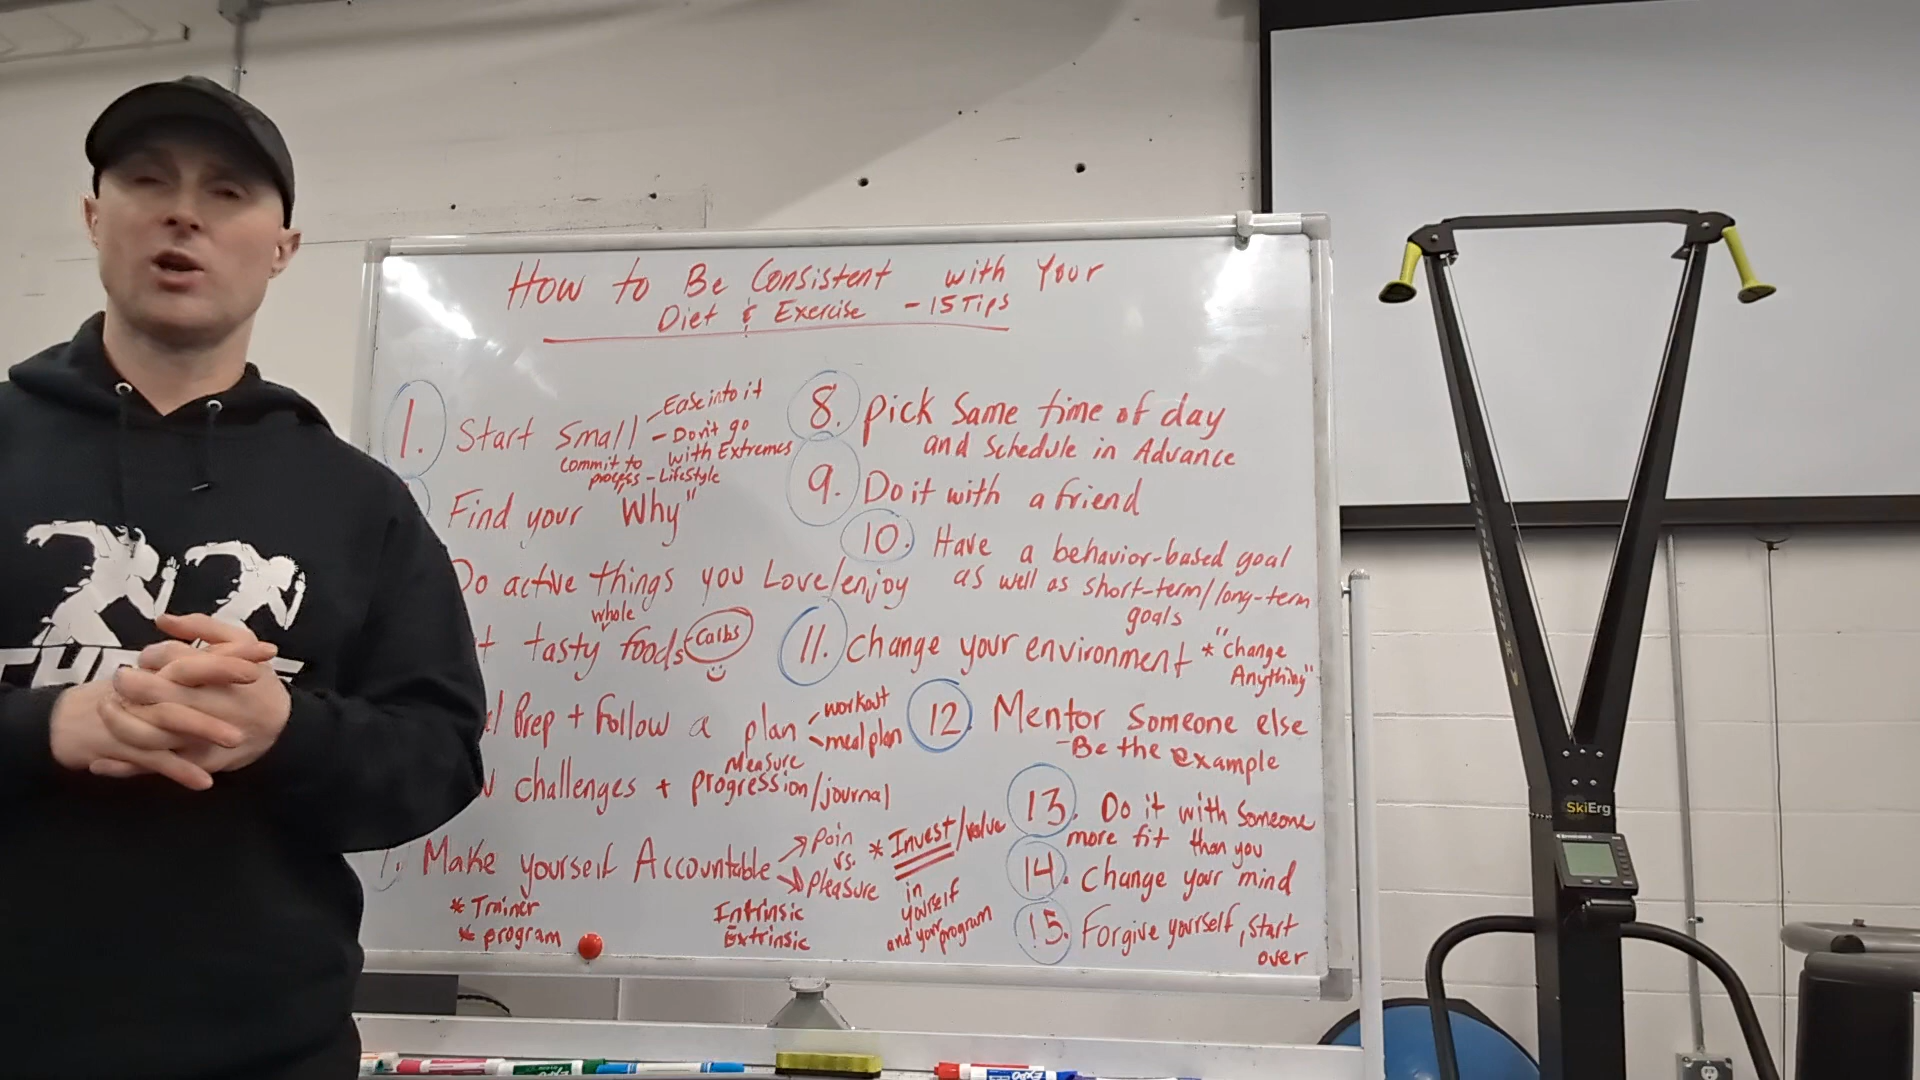 How to Be Consistent with Your
Diet & Exercise - 15 Tips
1. Start Small - Ease into it
- Don't go
with Extremes
commit to
process - Lifestyle
Find your "Why"
Do active things you Love/enjoy
whole
tasty foods Carbs
Prep + Follow a plan - workout
- meal plan
challenges + Measure
progression/journal
7. Make yourself Accountable → Pain
vs.
→ Pleasure
* Invest/value
in
yourself
and your program
* Trainer
* program
Intrinsic
Extrinsic
8. Pick Same time of day
and Schedule in Advance
9. Do it with a friend
10. Have a behavior-based goal
as well as short-term/long-term
goals
11. Change your environment * "Change
Anything"
12. Mentor Someone else
- Be the example
13. Do it with Someone
more fit than you
14. Change your mind
15. Forgive yourself, start
over
SkiErg
EXPO
EXPO